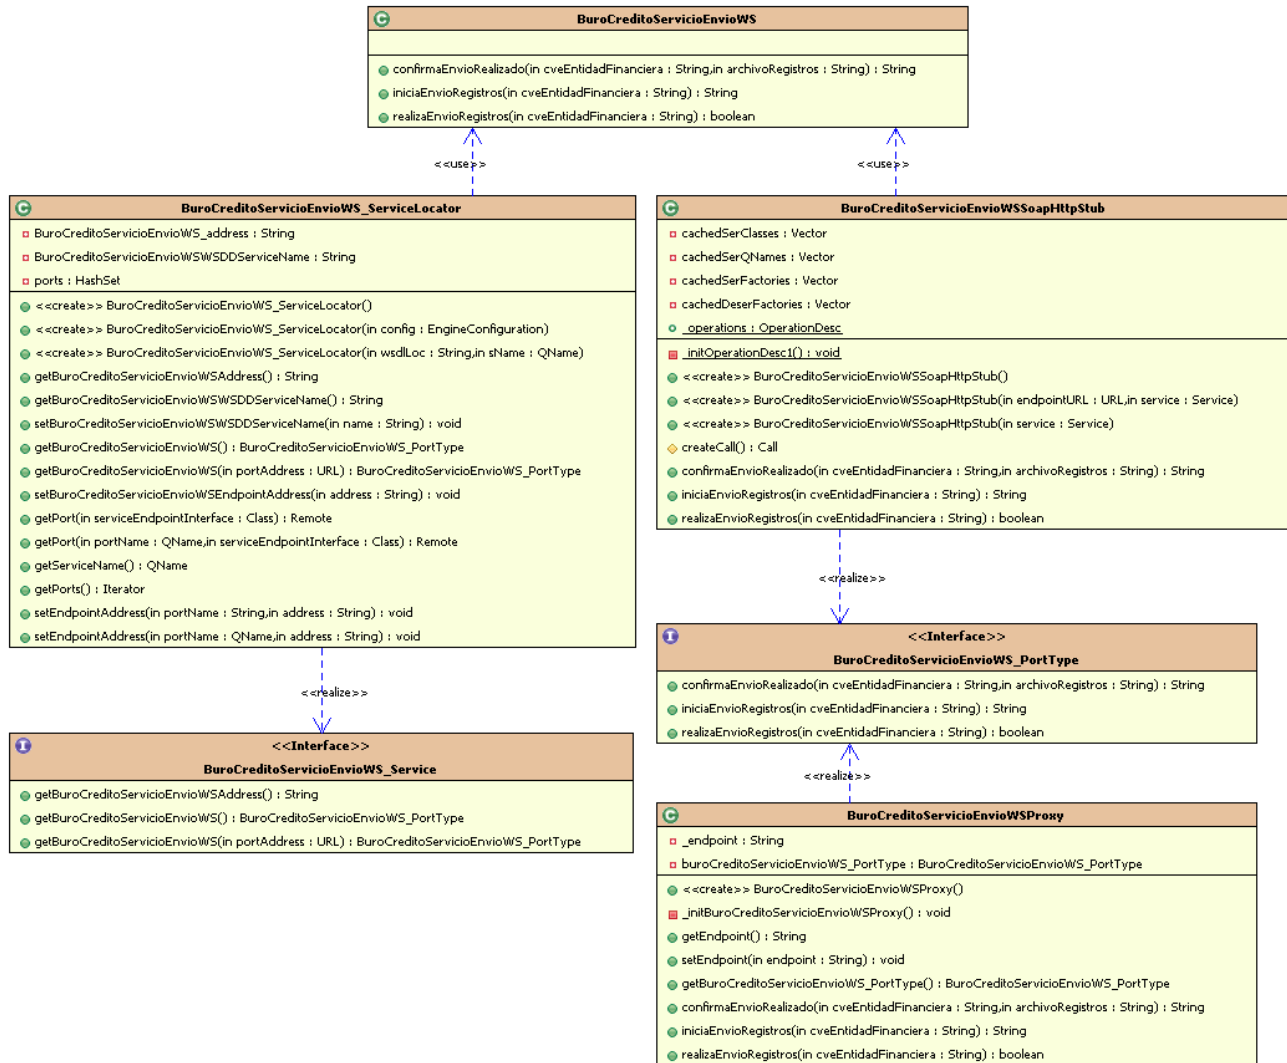 BuroCreditoServicioEnvioWS
confirmaEnvioRealizado(in cveEntidadFinanciera : String,in archivoRegistros : String) : String
iniciaEnvioRegistros(in cveEntidadFinanciera : String) : String
realizaEnvioRegistros(in cveEntidadFinanciera : String) : boolean
<<use>>
<<use>>
BuroCreditoServicioEnvioWS_ServiceLocator
BuroCreditoServicioEnvioWS_address : String
BuroCreditoServicioEnvioWSWSDDServiceName : String
ports : HashSet
<<create>> BuroCreditoServicioEnvioWS_ServiceLocator()
<<create>> BuroCreditoServicioEnvioWS_ServiceLocator(in config : EngineConfiguration)
<<create>> BuroCreditoServicioEnvioWS_ServiceLocator(in wsdlLoc : String,in sName : QName)
getBuroCreditoServicioEnvioWSAddress() : String
getBuroCreditoServicioEnvioWSWSDDServiceName() : String
setBuroCreditoServicioEnvioWSWSDDServiceName(in name : String) : void
getBuroCreditoServicioEnvioWS() : BuroCreditoServicioEnvioWS_PortType
getBuroCreditoServicioEnvioWS(in portAddress : URL) : BuroCreditoServicioEnvioWS_PortType
setBuroCreditoServicioEnvioWSEndpointAddress(in address : String) : void
getPort(in serviceEndpointInterface : Class) : Remote
getPort(in portName : QName,in serviceEndpointInterface : Class) : Remote
getServiceName() : QName
getPorts() : Iterator
setEndpointAddress(in portName : String,in address : String) : void
setEndpointAddress(in portName : QName,in address : String) : void
<<realize>>
<<Interface>>
BuroCreditoServicioEnvioWS_Service
getBuroCreditoServicioEnvioWSAddress() : String
getBuroCreditoServicioEnvioWS() : BuroCreditoServicioEnvioWS_PortType
getBuroCreditoServicioEnvioWS(in portAddress : URL) : BuroCreditoServicioEnvioWS_PortType
BuroCreditoServicioEnvioWSSoapHttpStub
cachedSerClasses : Vector
cachedSerQNames : Vector
cachedSerFactories : Vector
cachedDeserFactories : Vector
_operations : OperationDesc
_initOperationDesc1() : void
<<create>> BuroCreditoServicioEnvioWSSoapHttpStub()
<<create>> BuroCreditoServicioEnvioWSSoapHttpStub(in endpointURL : URL,in service : Service)
<<create>> BuroCreditoServicioEnvioWSSoapHttpStub(in service : Service)
createCall() : Call
confirmaEnvioRealizado(in cveEntidadFinanciera : String,in archivoRegistros : String) : String
iniciaEnvioRegistros(in cveEntidadFinanciera : String) : String
realizaEnvioRegistros(in cveEntidadFinanciera : String) : boolean
<<realize>>
<<Interface>>
BuroCreditoServicioEnvioWS_PortType
confirmaEnvioRealizado(in cveEntidadFinanciera : String,in archivoRegistros : String) : String
iniciaEnvioRegistros(in cveEntidadFinanciera : String) : String
realizaEnvioRegistros(in cveEntidadFinanciera : String) : boolean
<<realize>>
BuroCreditoServicioEnvioWSProxy
_endpoint : String
buroCreditoServicioEnvioWS_PortType : BuroCreditoServicioEnvioWS_PortType
<<create>> BuroCreditoServicioEnvioWSProxy()
_initBuroCreditoServicioEnvioWSProxy() : void
getEndpoint() : String
setEndpoint(in endpoint : String) : void
getBuroCreditoServicioEnvioWS_PortType() : BuroCreditoServicioEnvioWS_PortType
confirmaEnvioRealizado(in cveEntidadFinanciera : String,in archivoRegistros : String) : String
iniciaEnvioRegistros(in cveEntidadFinanciera : String) : String
realizaEnvioRegistros(in cveEntidadFinanciera : String) : boolean